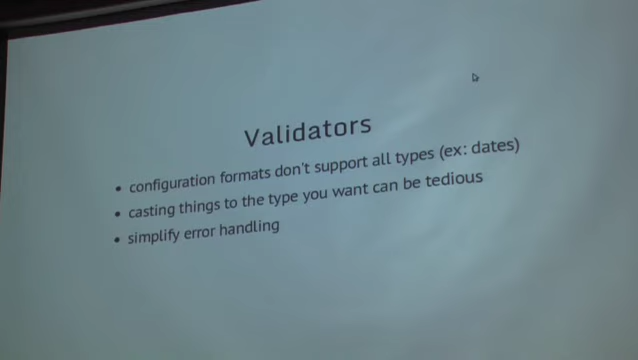 Validators
• configuration formats don't support all types (ex: dates)
• casting things to the type you want can be tedious
• simplify error handling